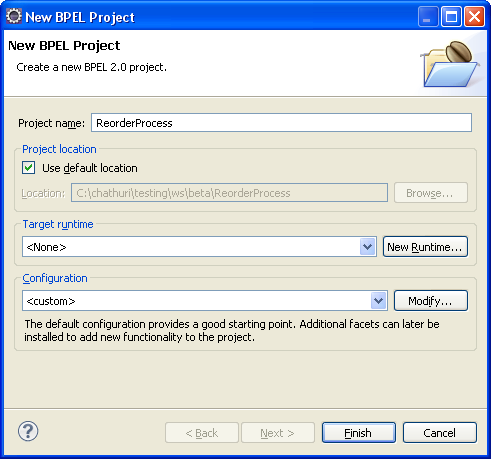 New BPEL Project
New BPEL Project
Create a new BPEL 2.0 project.
Project name: ReorderProcess
Project location
Use default location
Location: C:\chathuri\testing\ws\beta\ReorderProcess Browse...
Target runtime
<None> New Runtime...
Configuration
<custom> Modify...
The default configuration provides a good starting point. Additional facets can later be
installed to add new functionality to the project.
? < Back Next > Finish Cancel